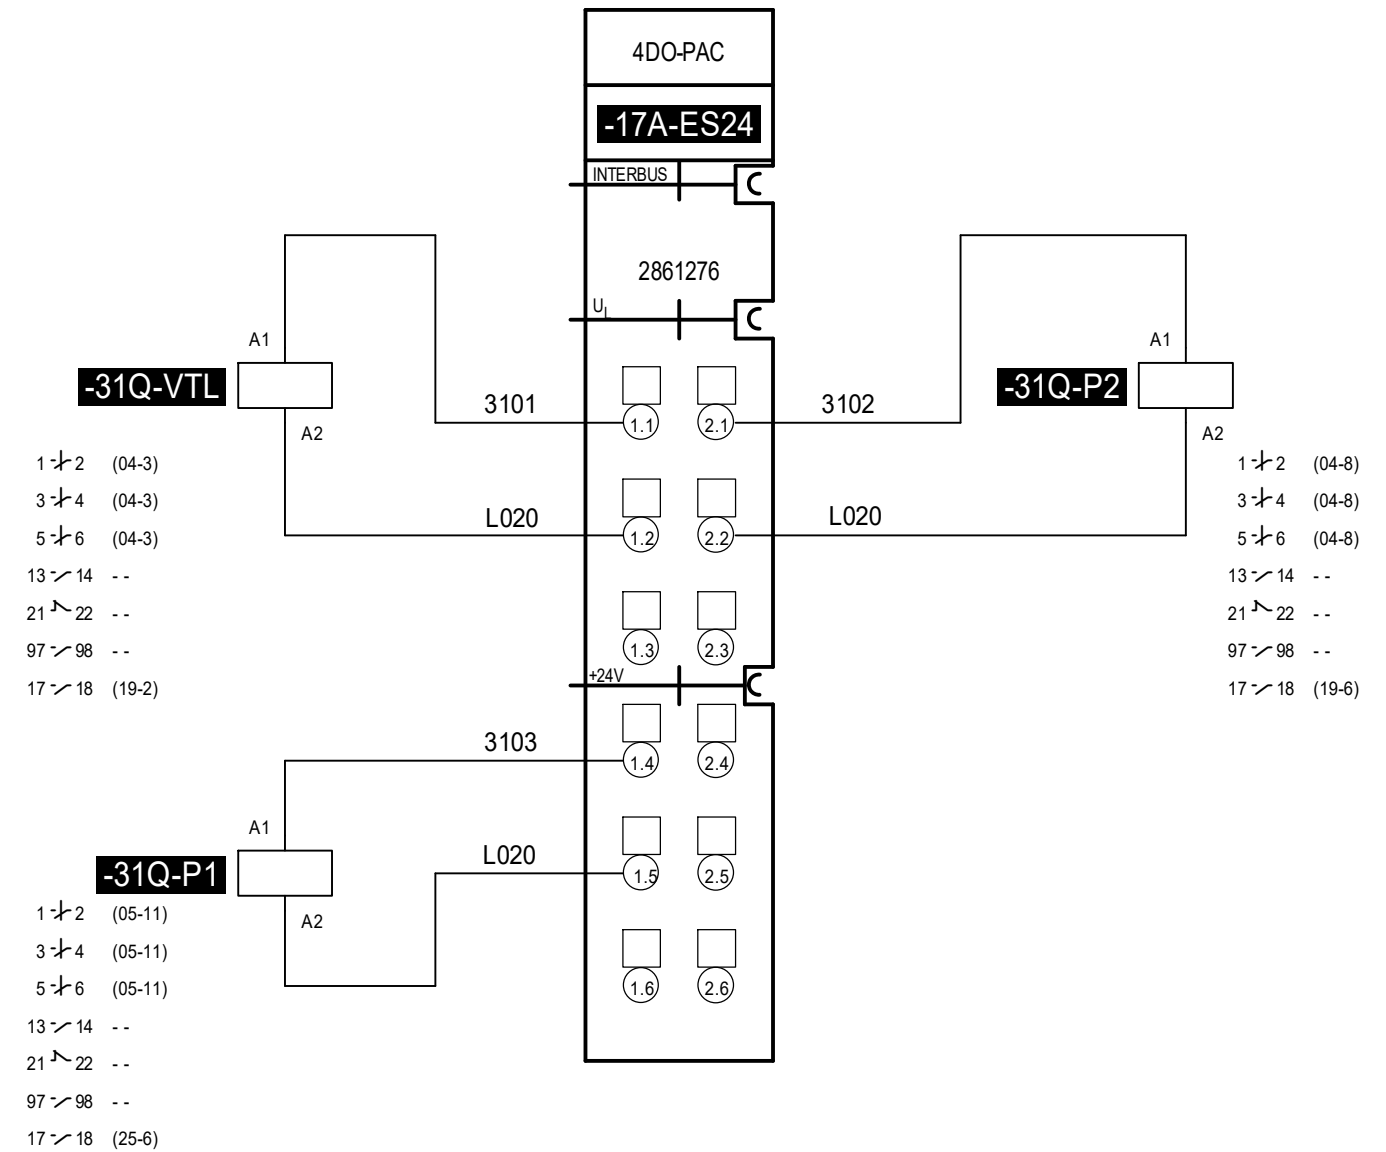 4DO-PAC
-17A-ES24
INTERBUS
2861276
UL
A1
A1
-31Q-VTL
-31Q-P2
3101
1.1
2.1
3102
A2
A2
1 2 (04-3)
1 2 (04-8)
3 4 (04-3)
3 4 (04-8)
L020
1.2
2.2
L020
5 6 (04-3)
5 6 (04-8)
13 14 - -
13 14 - -
21 22 - -
21 22 - -
97 98 - -
1.3
2.3
97 98 - -
+24V
17 18 (19-2)
17 18 (19-6)
3103
1.4
2.4
A1
L020
1.5
2.5
-31Q-P1
1 2 (05-11)
A2
3 4 (05-11)
5 6 (05-11)
1.6
2.6
13 14 - -
21 22 - -
97 98 - -
17 18 (25-6)